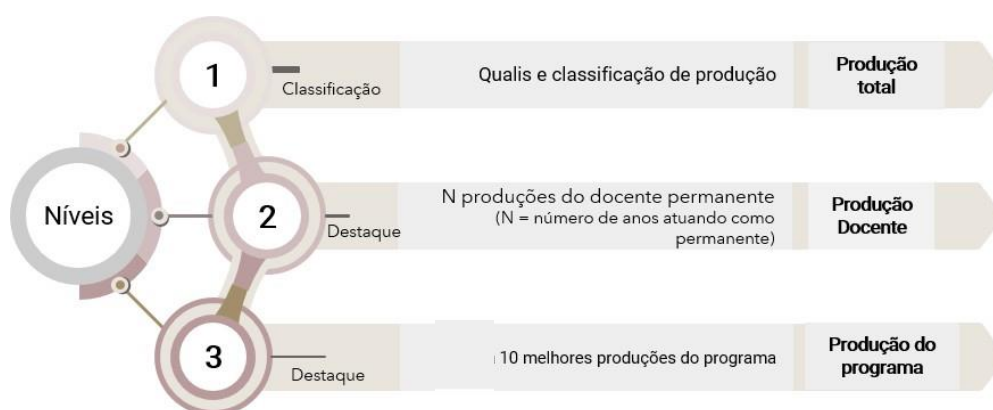 Níveis
1
Classificação
Qualis e classificação de produção
Produção
total
2
Destaque
N produções do docente permanente
(N = número de anos atuando como
permanente)
Produção
Docente
3
Destaque
10 melhores produções do programa
Produção do
programa